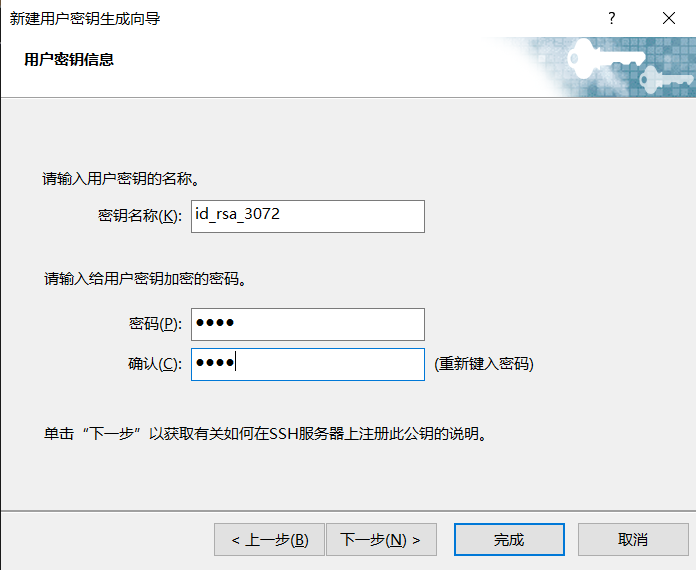 新建用户密钥生成向导
用户密钥信息
请输入用户密钥的名称。
密钥名称(K): id_rsa_3072
请输入给用户密钥加密的密码。
密码(P): ●●●●
确认(C): ●●●● (重新键入密码)
单击“下一步”以获取有关如何在SSH服务器上注册此公钥的说明。
< 上一步(B) 下一步(N) > 完成 取消